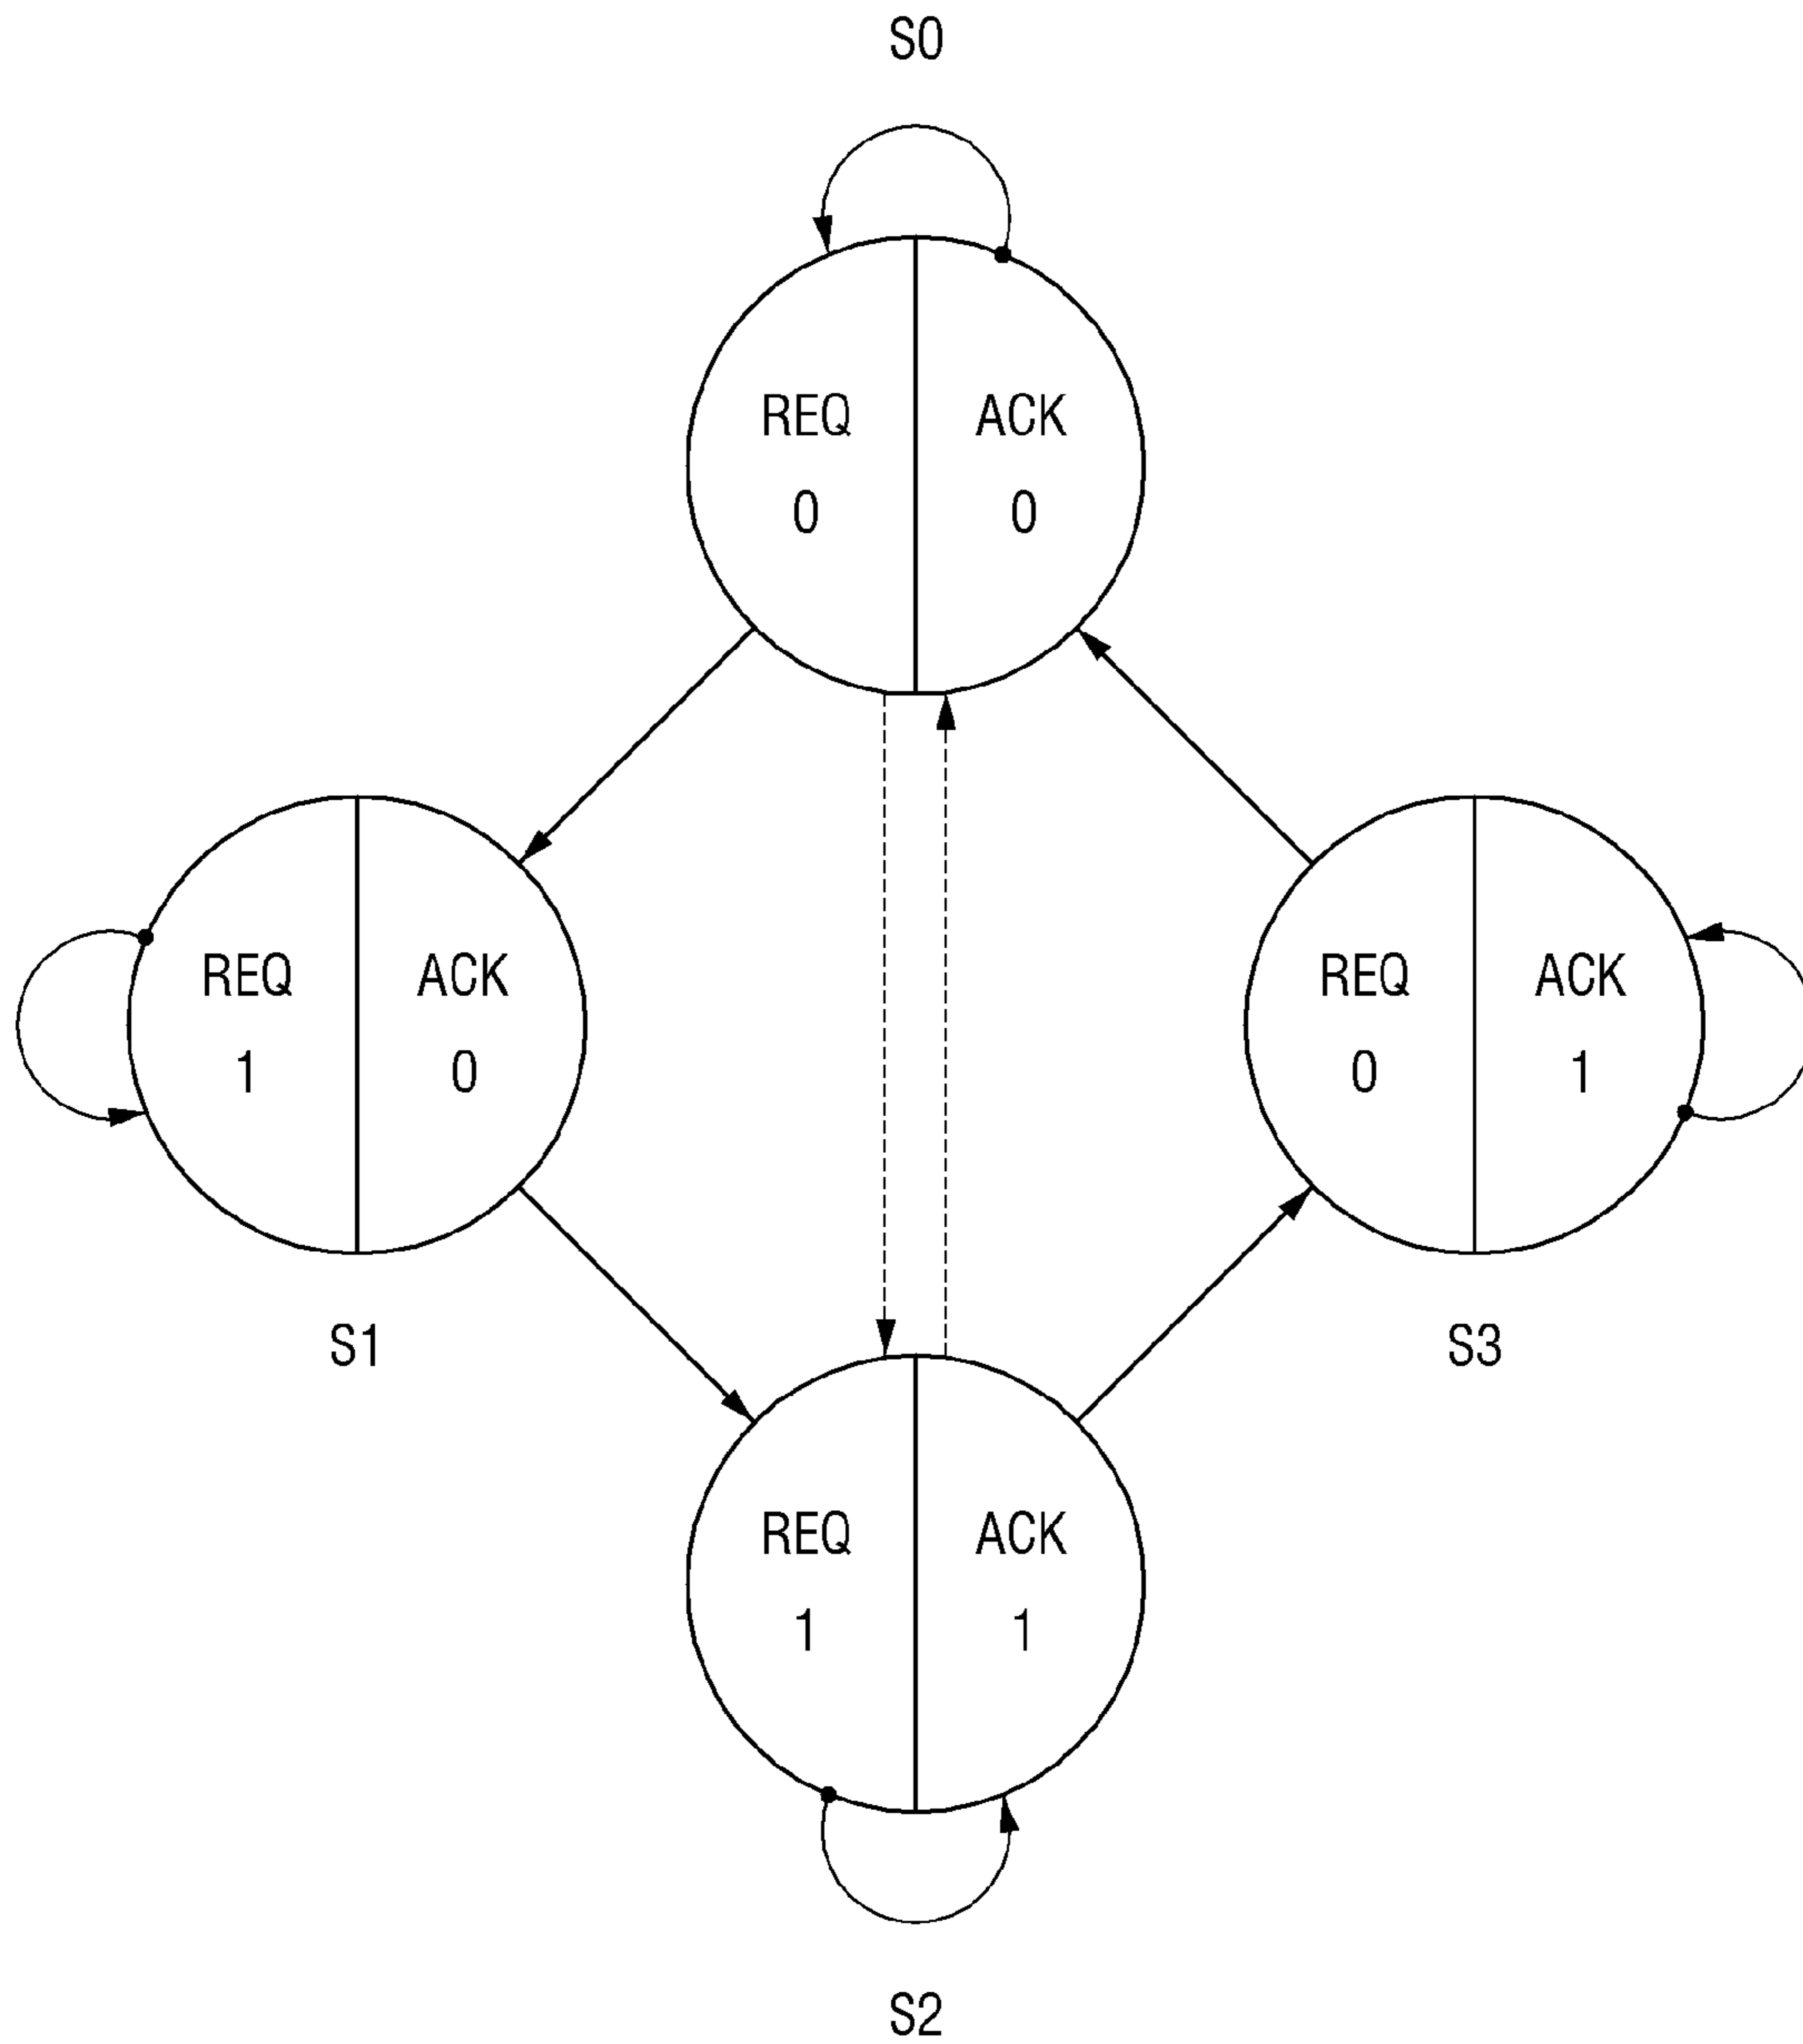 S0
REQ ACK
0 0
REQ ACK
1 0
S1
REQ ACK
0 1
S3
REQ ACK
1 1
S2